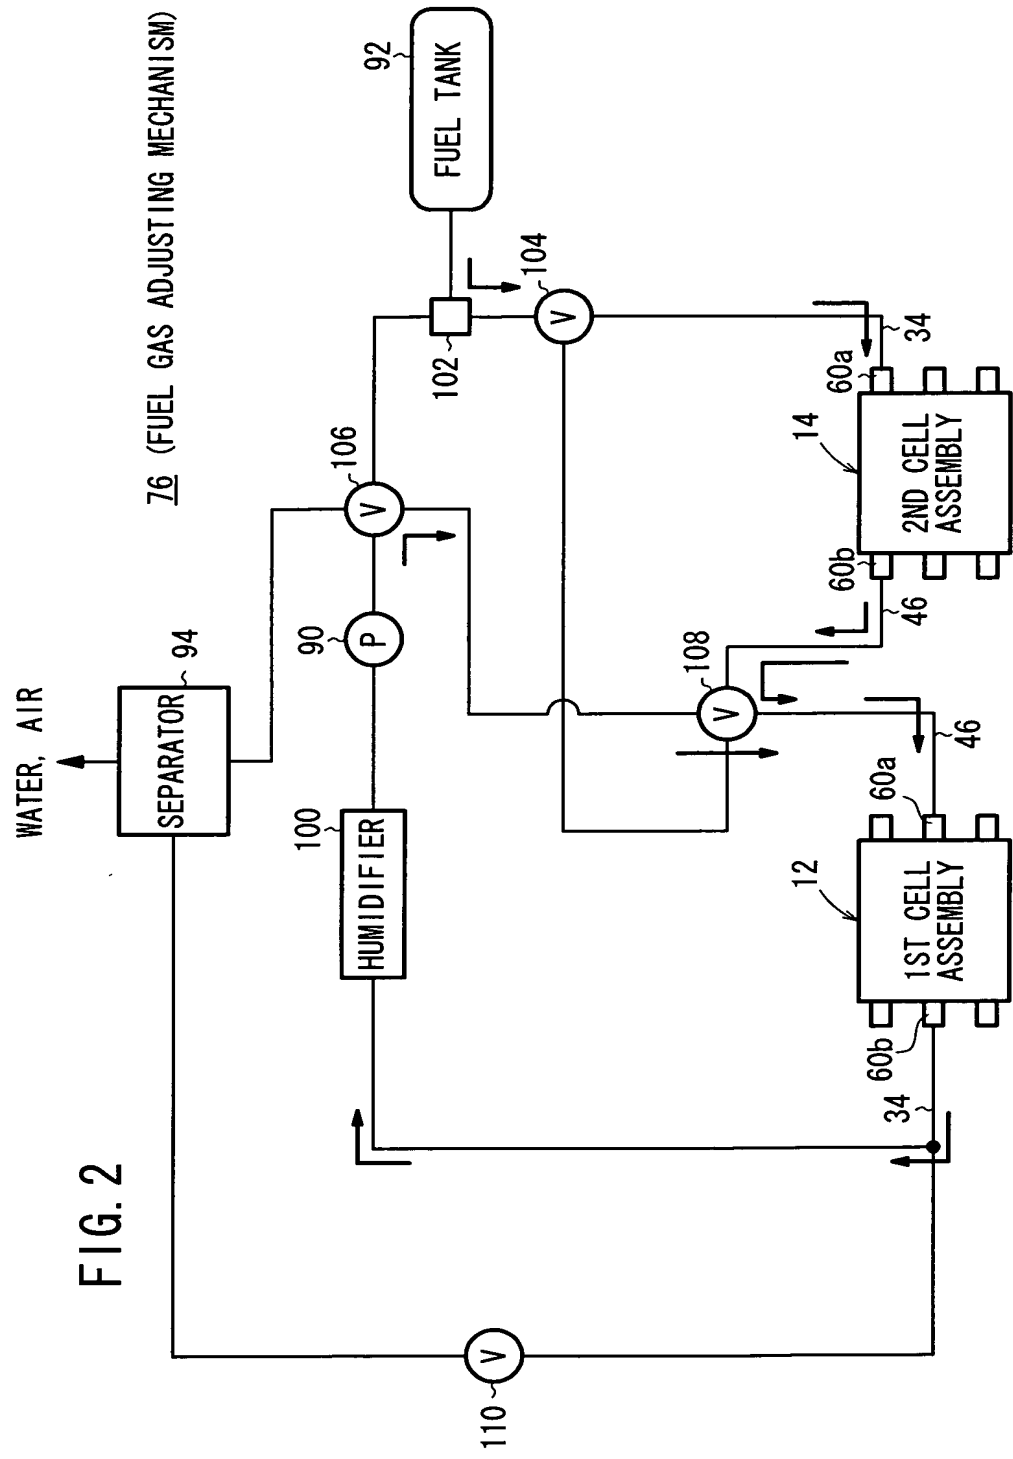 FIG. 2
76 (FUEL GAS ADJUSTING MECHANISM)
WATER, AIR
94
SEPARATOR
100
HUMIDIFIER
90
P
106
V
92
FUEL TANK
102
104
V
110
V
108
V
34
60b
12
1ST CELL
ASSEMBLY
60a
46
46
60b
14
2ND CELL
ASSEMBLY
60a
34